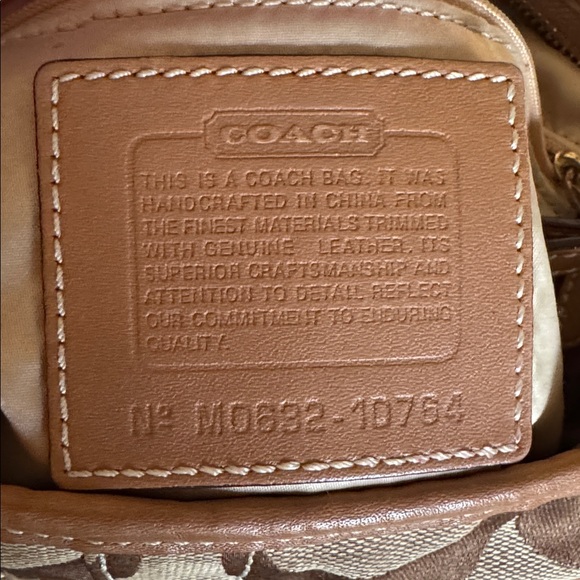 COACH
THIS IS A COACH BAG. IT WAS
HANDCRAFTED IN CHINA FROM
THE FINEST MATERIALS TRIMMED
WITH GENUINE LEATHER. ITS
SUPERIOR CRAFTSMANSHIP AND
ATTENTION TO DETAIL REFLECT
OUR COMMITMENT TO ENDURING
QUALITY.
Nº M0632-10764